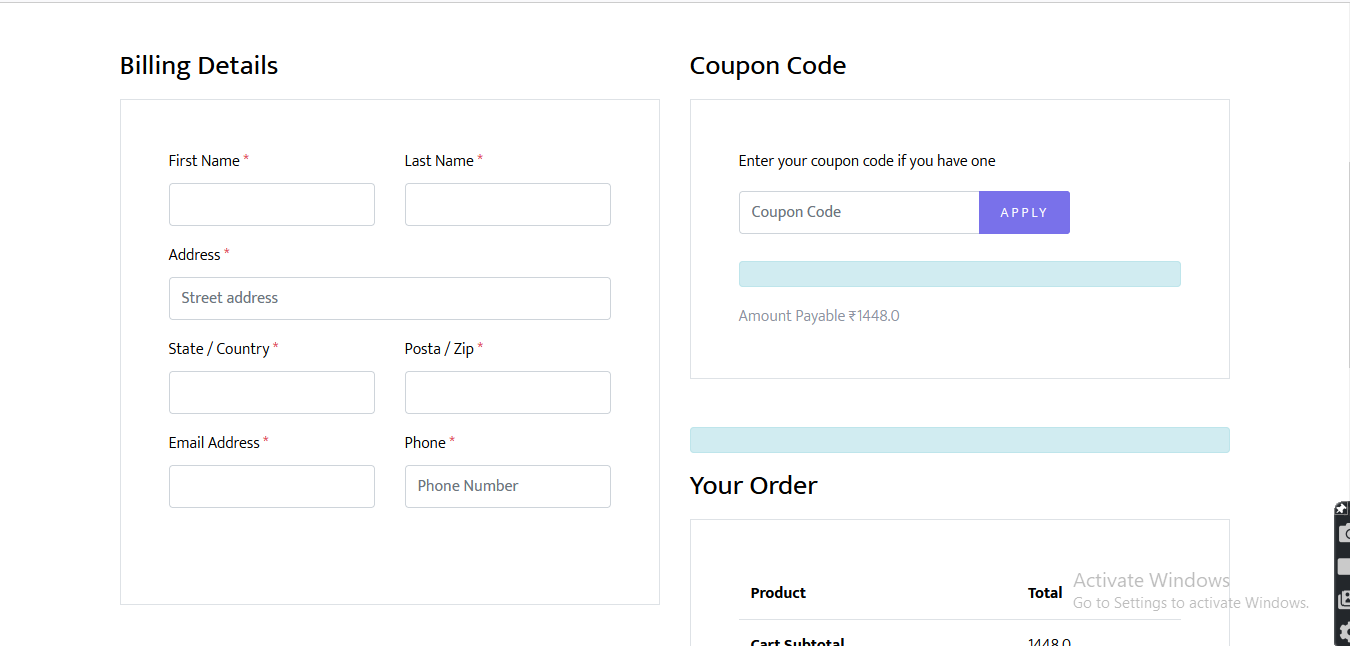 Billing Details
First Name *
Last Name *
Address *
Street address
State / Country *
Posta / Zip *
Email Address *
Phone *
Phone Number
Coupon Code
Enter your coupon code if you have one
Coupon Code
APPLY
Amount Payable ₹1448.0
Your Order
Product Total
Cart Subtotal 1448.0
Activate Windows
Go to Settings to activate Windows.